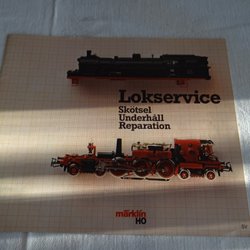 Lokservice
Skötsel
Underhåll
Reparation
märklin
HO